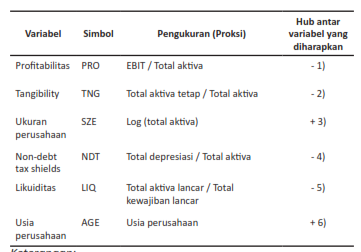 Variabel Simbol Pengukuran (Proksi) Hub antar variabel yang diharapkan
Profitabilitas PRO EBIT / Total aktiva - 1)
Tangibility TNG Total aktiva tetap / Total aktiva - 2)
Ukuran perusahaan SZE Log (total aktiva) + 3)
Non-debt tax shields NDT Total depresiasi / Total aktiva - 4)
Likuiditas LIQ Total aktiva lancar / Total kewajiban lancar - 5)
Usia perusahaan AGE Usia perusahaan + 6)